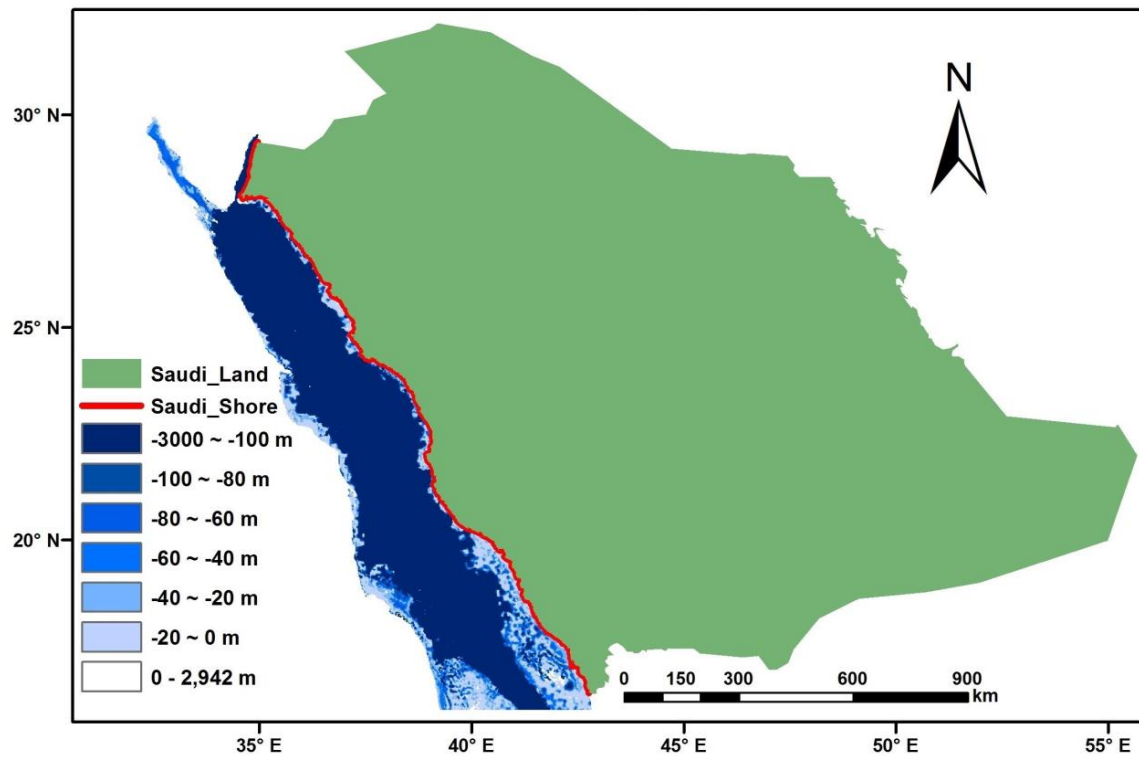 N
30° N
25° N
20° N
Saudi_Land
Saudi_Shore
-3000 ~ -100 m
-100 ~ -80 m
-80 ~ -60 m
-60 ~ -40 m
-40 ~ -20 m
-20 ~ 0 m
0 - 2,942 m
0 150 300 600 900
km
35° E 40° E 45° E 50° E 55° E